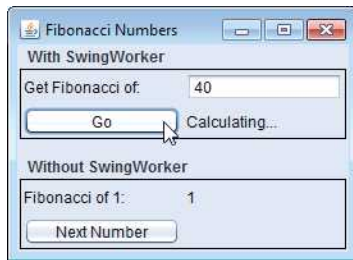 Fibonacci Numbers
With SwingWorker
Get Fibonacci of: 40
Go Calculating...
Without SwingWorker
Fibonacci of 1: 1
Next Number